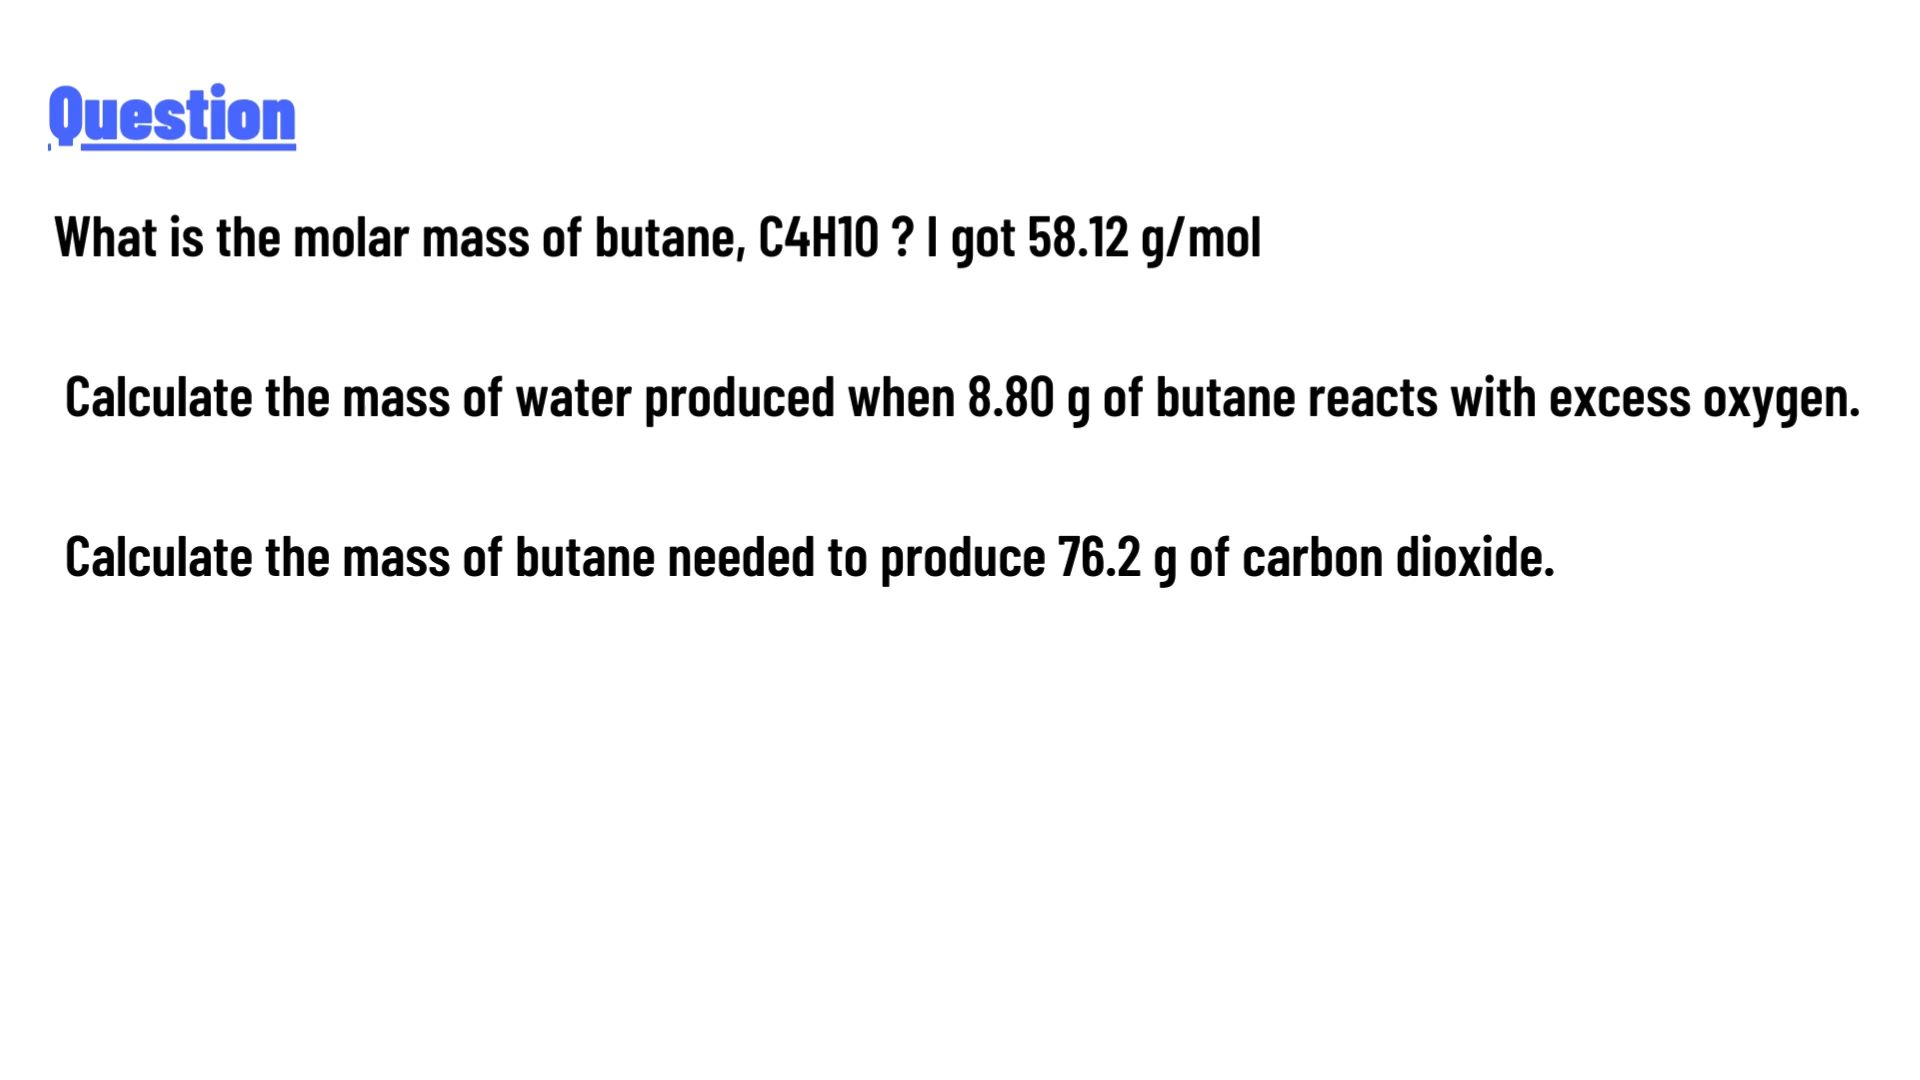 Question
What is the molar mass of butane, C4H10 ? I got 58.12 g/mol
Calculate the mass of water produced when 8.80 g of butane reacts with excess oxygen.
Calculate the mass of butane needed to produce 76.2 g of carbon dioxide.